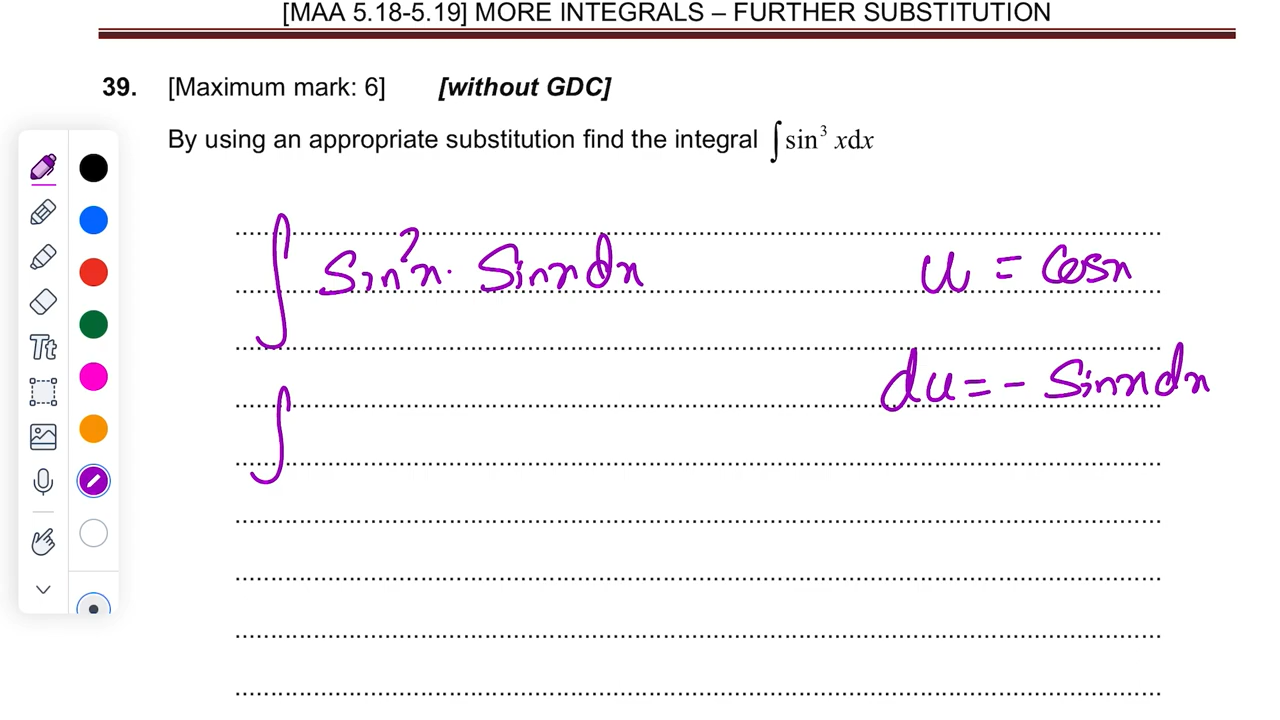 [MAA 5.18-5.19] MORE INTEGRALS – FURTHER SUBSTITUTION
39. [Maximum mark: 6] [without GDC]
By using an appropriate substitution find the integral ∫ sin³ x dx
∫ Sin²x · Sinx dx
u = Cosx
du = - Sinx dx
∫
Tt